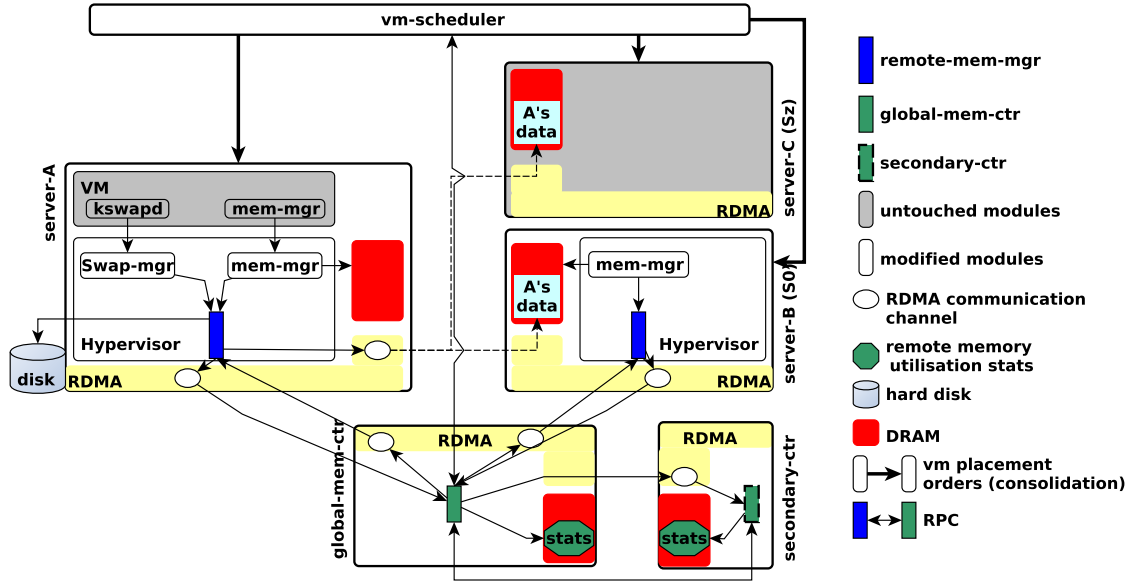 vm-scheduler
server-A
VM
kswapd
mem-mgr
Swap-mgr
mem-mgr
Hypervisor
disk
RDMA
A's
data
RDMA
server-C (Sz)
mem-mgr
A's
data
Hypervisor
RDMA
server-B (S0)
global-mem-ctr
RDMA
stats
RDMA
stats
secondary-ctr
remote-mem-mgr
global-mem-ctr
secondary-ctr
untouched modules
modified modules
RDMA communication
channel
remote memory
utilisation stats
hard disk
DRAM
vm placement
orders (consolidation)
RPC